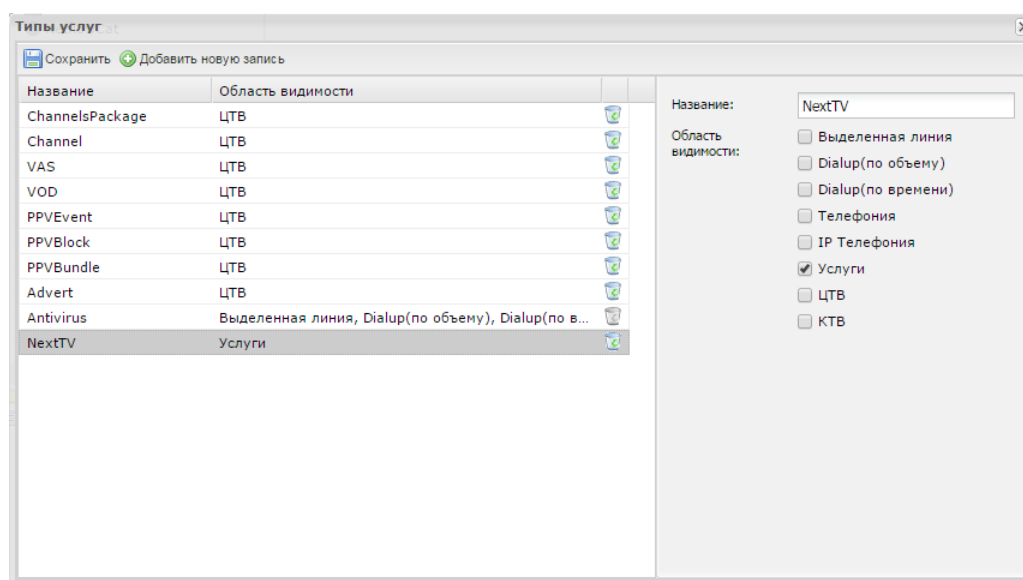 Типы услуг
Сохранить Добавить новую запись
Название Область видимости
ChannelsPackage ЦТВ
Channel ЦТВ
VAS ЦТВ
VOD ЦТВ
PPVEvent ЦТВ
PPVBlock ЦТВ
PPVBundle ЦТВ
Advert ЦТВ
Antivirus Выделенная линия, Dialup(по объему), Dialup(по в...
NextTV Услуги
Название: NextTV
Область
видимости:
Выделенная линия
Dialup(по объему)
Dialup(по времени)
Телефония
IP Телефония
Услуги
ЦТВ
КТВ